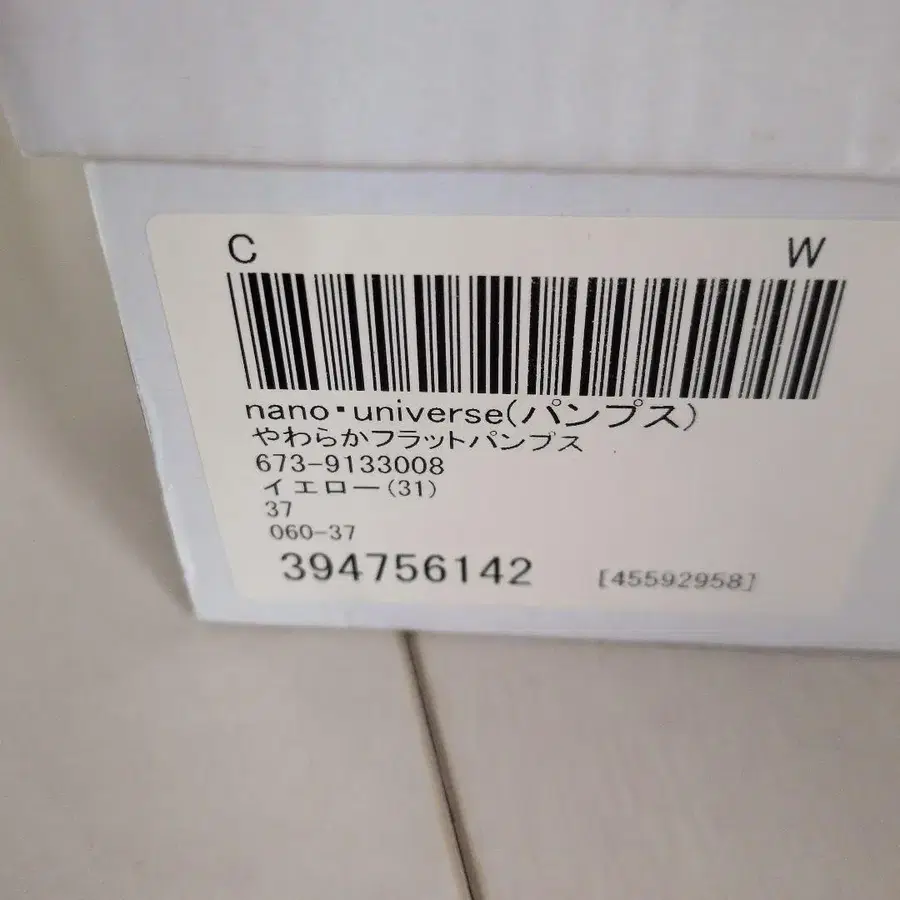 C W
nano・universe(パンプス)
やわらかフラットパンプス
673-9133008
イエロー(31)
37
060-37
394756142 [45592958]